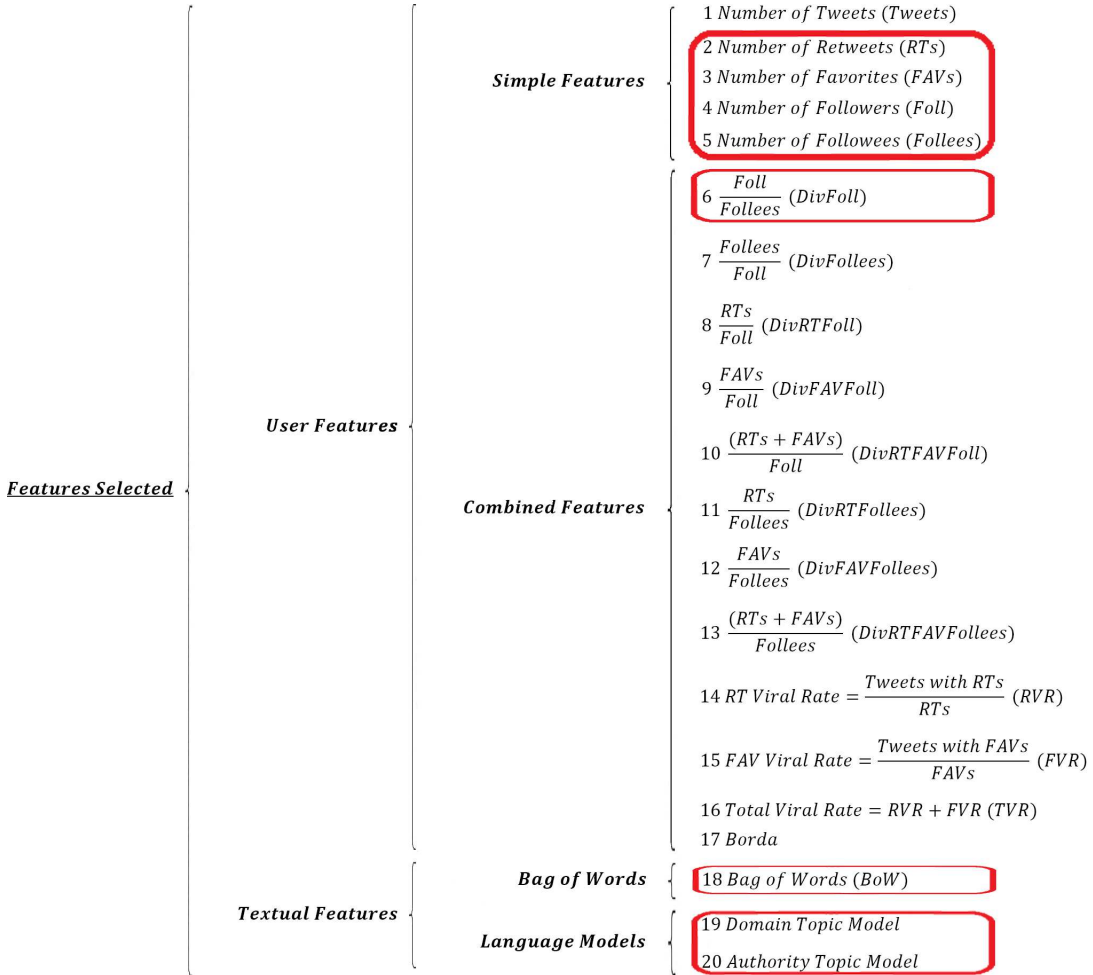 1 Number of Tweets (Tweets)
2 Number of Retweets (RTs)
Simple Features
3 Number of Favorites (FAVs)
4 Number of Followers (Foll)
5 Number of Followees (Follees)
6 Foll/Follees (DivFoll)
7 Follees/Foll (DivFollees)
8 RTs/Foll (DivRTFoll)
9 FAVs/Foll (DivFAVFoll)
User Features
10 (RTs + FAVs)/Foll (DivRTFAVFoll)
Features Selected
Combined Features
11 RTs/Follees (DivRTFollees)
12 FAVs/Follees (DivFAVFollees)
13 (RTs + FAVs)/Follees (DivRTFAVFollees)
14 RT Viral Rate = Tweets with RTs/RTs (RVR)
15 FAV Viral Rate = Tweets with FAVs/FAVs (FVR)
16 Total Viral Rate = RVR + FVR (TVR)
17 Borda
Bag of Words
18 Bag of Words (BoW)
Textual Features
Language Models
19 Domain Topic Model
20 Authority Topic Model